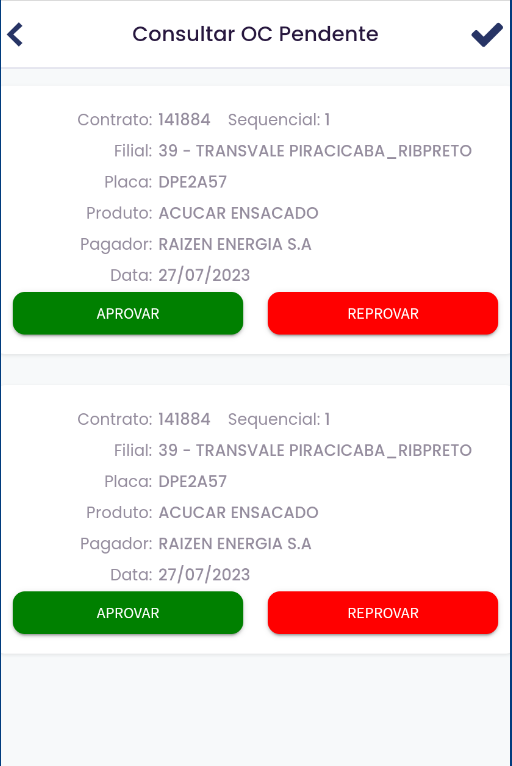 Consultar OC Pendente
Contrato: 141884 Sequencial: 1
Filial: 39 - TRANSVALE PIRACICABA_RIBPRETO
Placa: DPE2A57
Produto: ACUCAR ENSACADO
Pagador: RAIZEN ENERGIA S.A
Data: 27/07/2023
APROVAR REPROVAR
Contrato: 141884 Sequencial: 1
Filial: 39 - TRANSVALE PIRACICABA_RIBPRETO
Placa: DPE2A57
Produto: ACUCAR ENSACADO
Pagador: RAIZEN ENERGIA S.A
Data: 27/07/2023
APROVAR REPROVAR